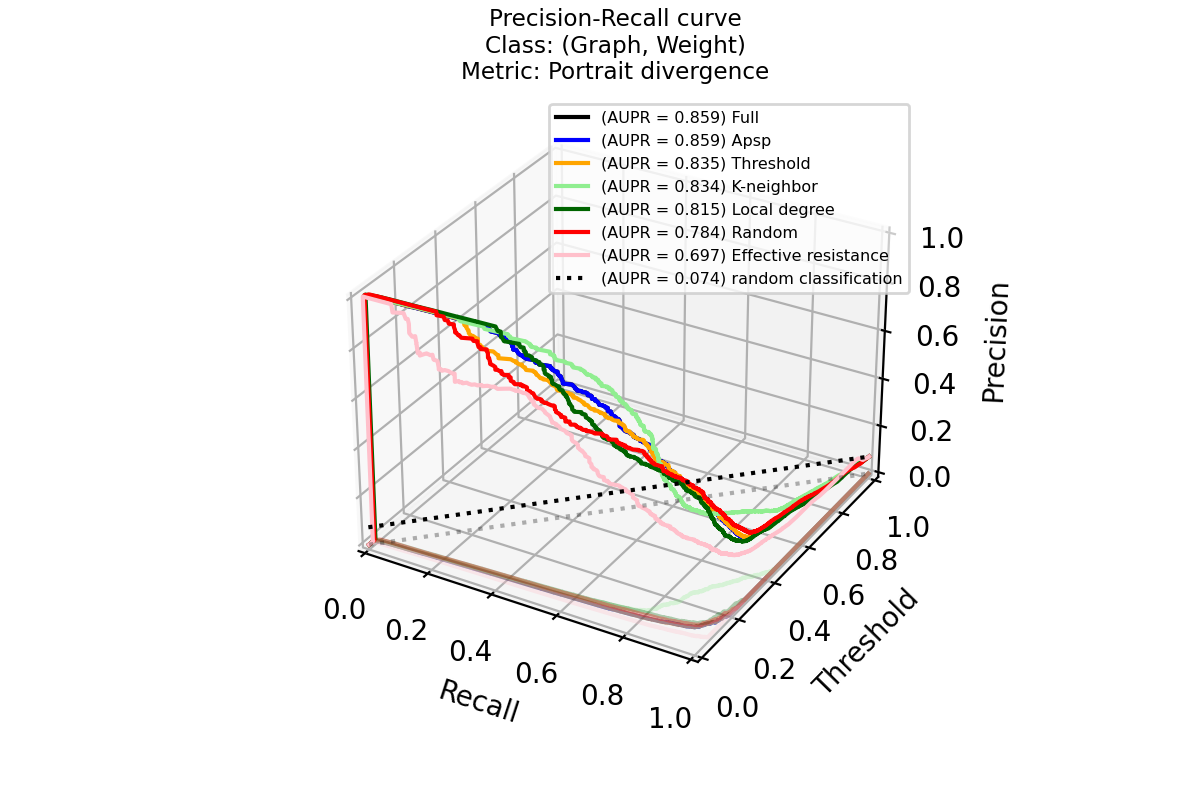 Precision-Recall curve
Class: (Graph, Weight)
Metric: Portrait divergence
(AUPR = 0.859) Full
(AUPR = 0.859) Apsp
(AUPR = 0.835) Threshold
(AUPR = 0.834) K-neighbor
(AUPR = 0.815) Local degree
(AUPR = 0.784) Random
(AUPR = 0.697) Effective resistance
(AUPR = 0.074) random classification
1.0
0.8
0.6
0.4
0.2
0.0
Precision
1.0
0.8
0.6
0.4
0.2
0.0
Threshold
0.0
0.2
0.4
0.6
0.8
1.0
Recall